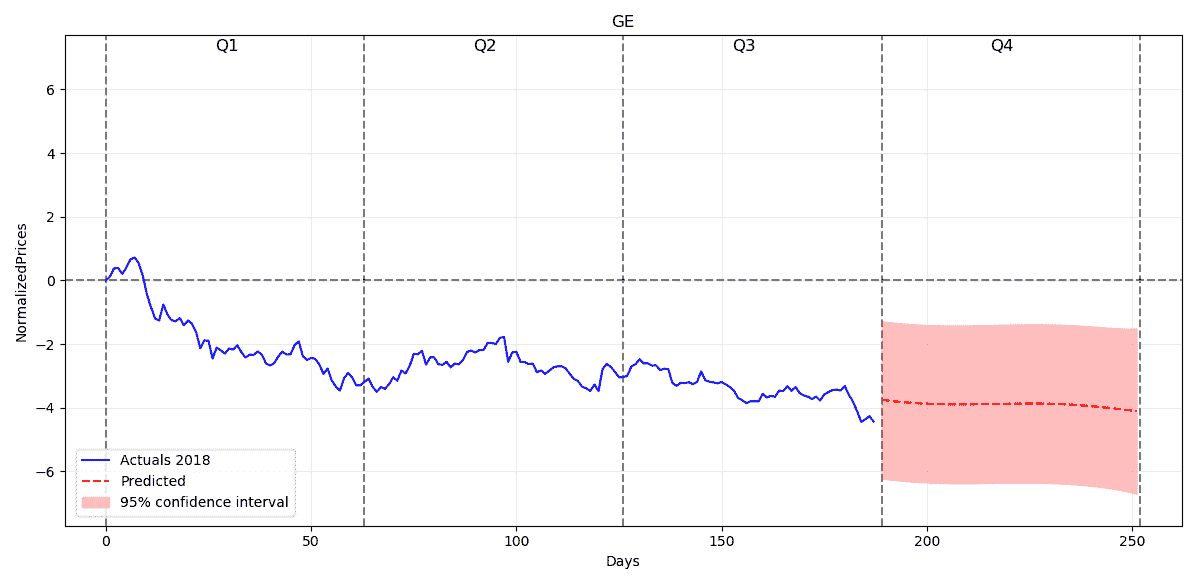 GE
Q1 Q2 Q3 Q4
6
4
2
0
−2
−4
−6
NormalizedPrices
Actuals 2018
Predicted
95% confidence interval
0 50 100 150 200 250
Days